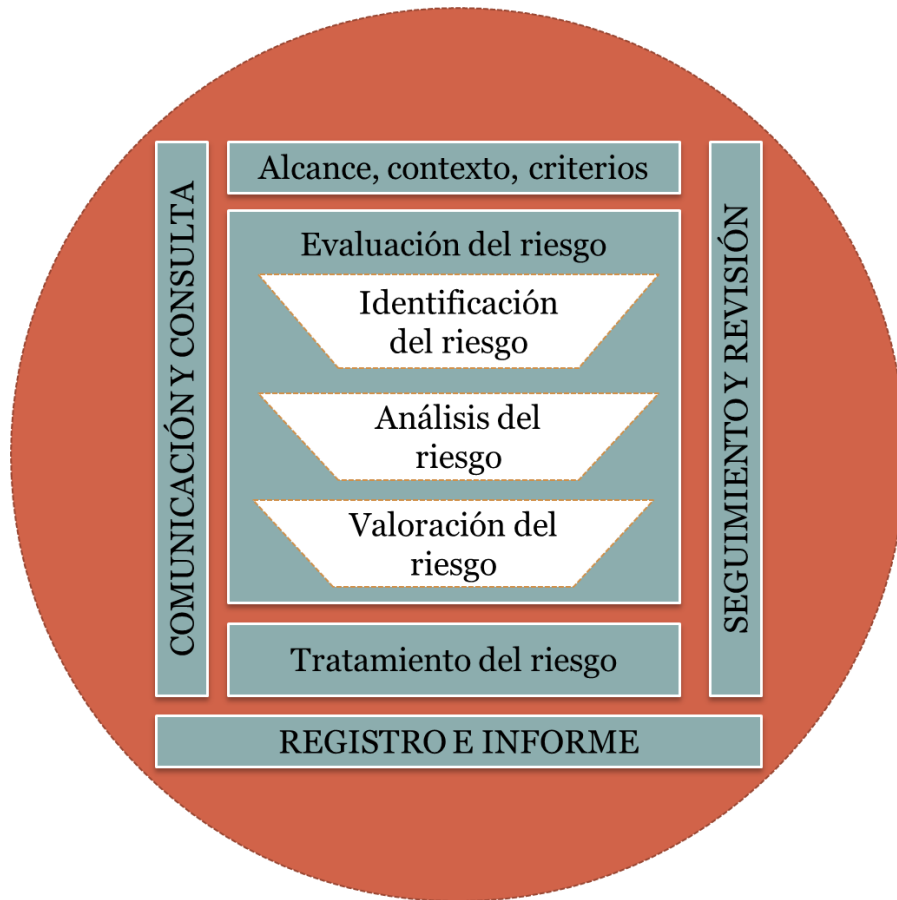 COMUNICACIÓN Y CONSULTA
Alcance, contexto, criterios
Evaluación del riesgo
Identificación
del riesgo
Análisis del
riesgo
Valoración del
riesgo
Tratamiento del riesgo
SEGUIMIENTO Y REVISIÓN
REGISTRO E INFORME